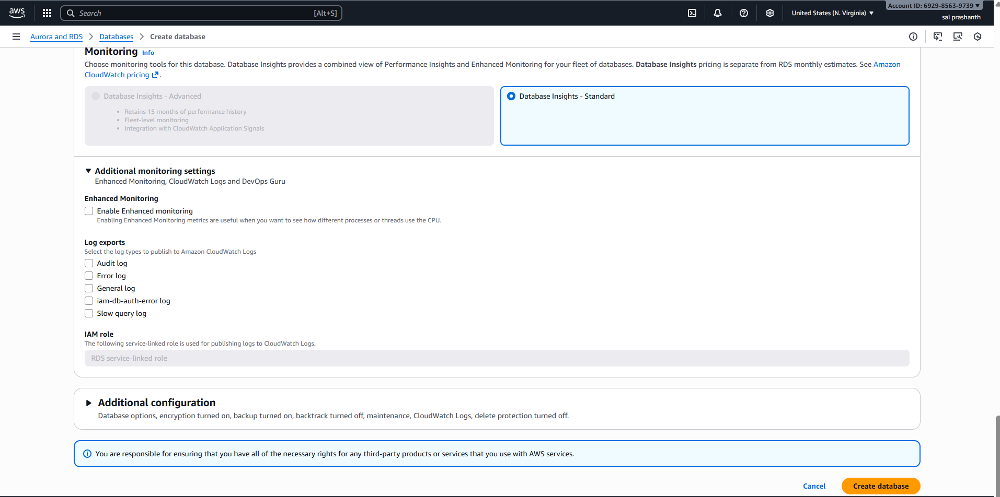 aws
Search [Alt+S]
United States (N. Virginia)
Account ID: 6929-8563-9739
sai prashanth
Aurora and RDS Databases Create database
Monitoring Info
Choose monitoring tools for this database. Database Insights provides a combined view of Performance Insights and Enhanced Monitoring for your fleet of databases. Database Insights pricing is separate from RDS monthly estimates. See Amazon
CloudWatch pricing .
Database Insights - Advanced
Retains 15 months of performance history
Fleet-level monitoring
Integration with CloudWatch Application Signals
Database Insights - Standard
Additional monitoring settings
Enhanced Monitoring, CloudWatch Logs and DevOps Guru
Enhanced Monitoring
Enable Enhanced monitoring
Enabling Enhanced Monitoring metrics are useful when you want to see how different processes or threads use the CPU.
Log exports
Select the log types to publish to Amazon CloudWatch Logs
Audit log
Error log
General log
iam-db-auth-error log
Slow query log
IAM role
The following service-linked role is used for publishing logs to CloudWatch Logs.
RDS service-linked role
Additional configuration
Database options, encryption turned on, backup turned on, backtrack turned off, maintenance, CloudWatch Logs, delete protection turned off.
You are responsible for ensuring that you have all of the necessary rights for any third-party products or services that you use with AWS services.
Cancel Create database